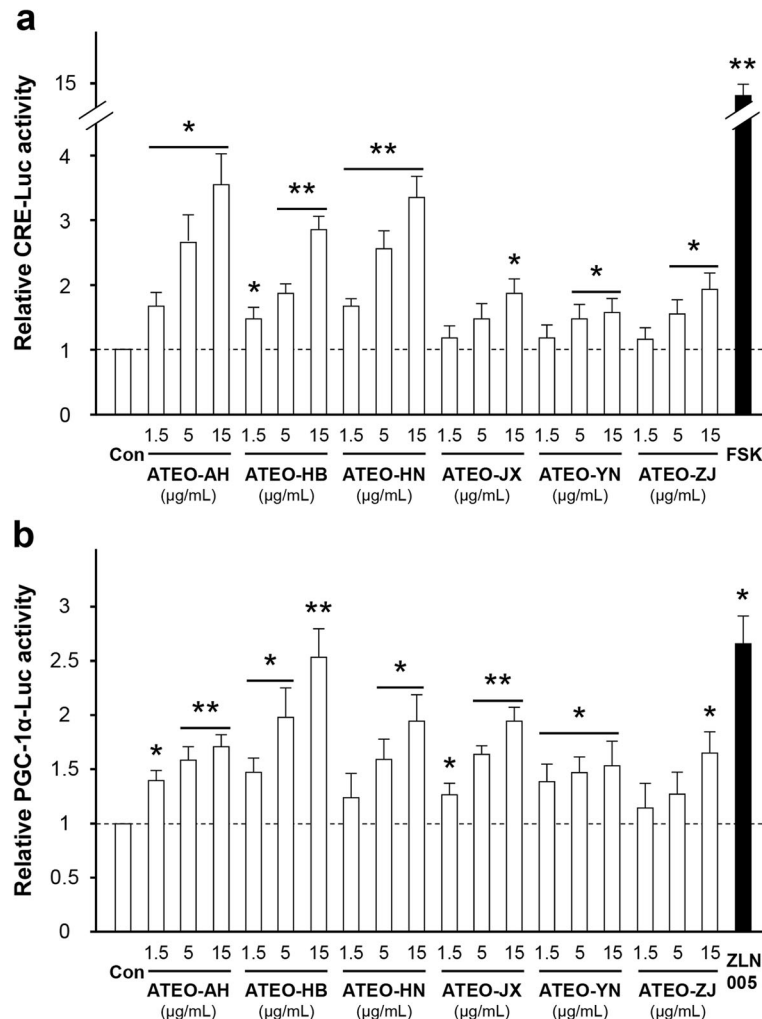 a
Relative CRE-Luc activity
15
4
3
2
1
0
*
*
**
**
*
*
*
**
1.5 5 15 1.5 5 15 1.5 5 15 1.5 5 15 1.5 5 15 1.5 5 15
Con ATEO-AH ATEO-HB ATEO-HN ATEO-JX ATEO-YN ATEO-ZJ FSK
(µg/mL) (µg/mL) (µg/mL) (µg/mL) (µg/mL) (µg/mL)
b
Relative PGC-1α-Luc activity
3
2.5
2
1.5
1
0.5
0
*
**
*
**
*
*
**
*
*
*
1.5 5 15 1.5 5 15 1.5 5 15 1.5 5 15 1.5 5 15 1.5 5 15
Con ATEO-AH ATEO-HB ATEO-HN ATEO-JX ATEO-YN ATEO-ZJ
ZLN
005
(µg/mL) (µg/mL) (µg/mL) (µg/mL) (µg/mL) (µg/mL)